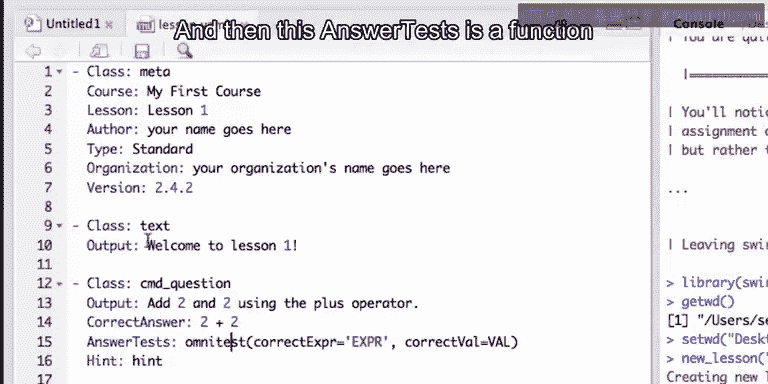 Untitled1
And then this AnswerTests is a function
Console
1 - Class: meta
2 Course: My First Course
3 Lesson: Lesson 1
4 Author: your name goes here
5 Type: Standard
6 Organization: your organization's name goes here
7 Version: 2.4.2
8
9 - Class: text
10 Output: Welcome to lesson 1!
11
12 - Class: cmd_question
13 Output: Add 2 and 2 using the plus operator.
14 CorrectAnswer: 2 + 2
15 AnswerTests: omnitest(correctExpr='EXPR', correctVal=VAL)
16 Hint: hint
17
|=
| You'll notic
| assignment o
| but rather t
...
| Leaving swir
> library(swir
> getwd()
[1] "/Users/se
> setwd("Deskt
> new_lesson("
Creating new l